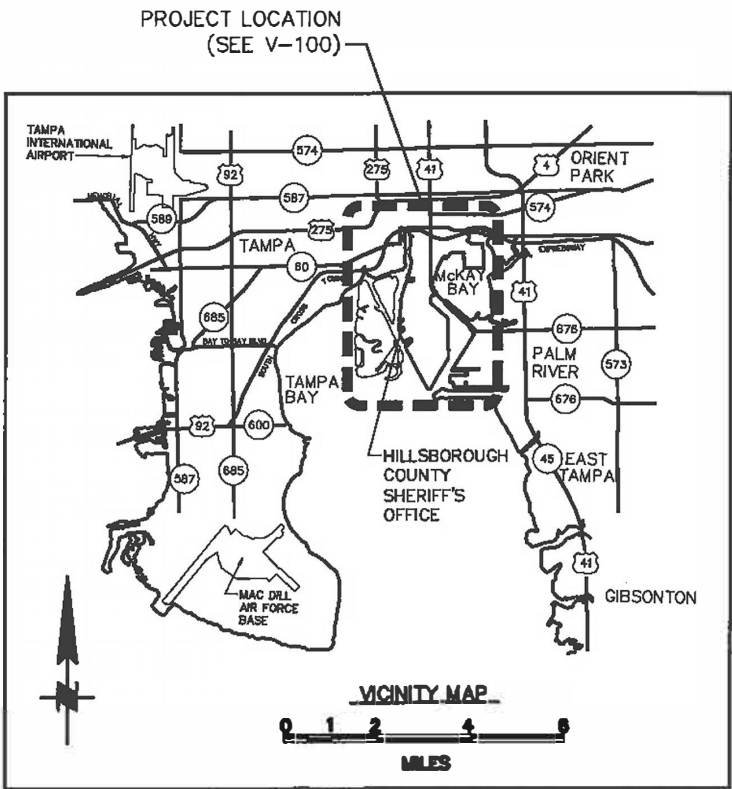 PROJECT LOCATION
(SEE V-100)
TAMPA
INTERNATIONAL
AIRPORT
574
92
275
41
4
ORIENT
PARK
587
574
589
275
TAMPA
60
EXPRESSWAY
McKAY
BAY
41
685
CROSS
676
BAY TO BAY BLVD
SOUTH
PALM
RIVER
573
TAMPA
BAY
676
92
600
HILLSBOROUGH
COUNTY
SHERIFF'S
OFFICE
45
EAST
TAMPA
587
685
41
MAC DILL
AIR FORCE
BASE
GIBSONTON
N
VICINITY MAP
0 1 2 4 6
MILES